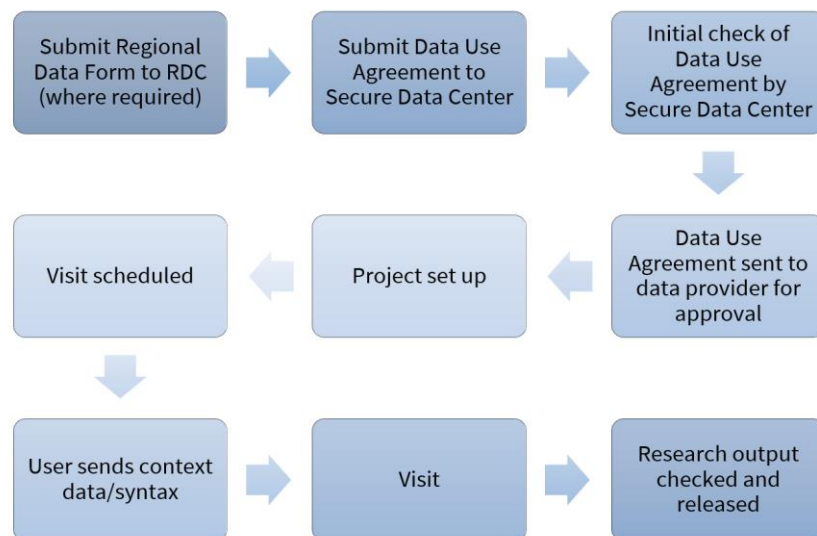 Submit Regional
Data Form to RDC
(where required)
Submit Data Use
Agreement to
Secure Data Center
Initial check of
Data Use
Agreement by
Secure Data Center
Data Use
Agreement sent to
data provider for
approval
Project set up
Visit scheduled
User sends context
data/syntax
Visit
Research output
checked and
released